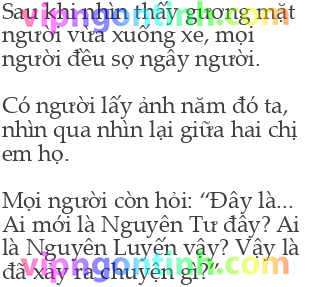 Sau khi nhìn thấy gương mặt
người vừa xuống xe, mọi
người đều sợ ngây người.
Có người lấy ảnh năm đó ta,
nhìn qua nhìn lại giữa hai chị
em họ.
Mọi người còn hỏi: “Đây là...
Ai mới là Nguyên Tư đây? Ai
là Nguyên Luyến vậy? Vậy là
đã xảy ra chuyện gì?”
vipngontinh.com
vipngontinh.com